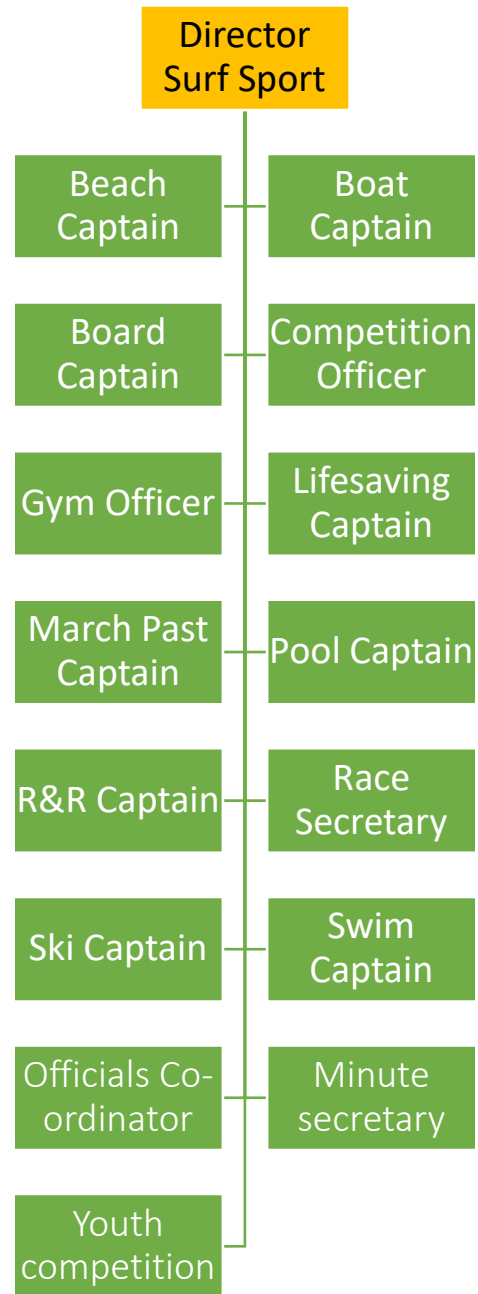 Director
Surf Sport
Beach
Captain
Boat
Captain
Board
Captain
Competition
Officer
Gym Officer
Lifesaving
Captain
March Past
Captain
Pool Captain
R&R Captain
Race
Secretary
Ski Captain
Swim
Captain
Officials Co-
ordinator
Minute
secretary
Youth
competition